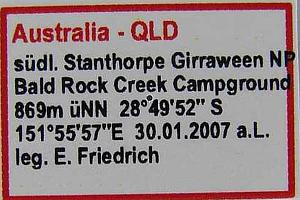 Australia - QLD
südl. Stanthorpe Girraween NP
Bald Rock Creek Campground
869m üNN 28°49'52" S
151°55'57"E 30.01.2007 a.L.
leg. E. Friedrich